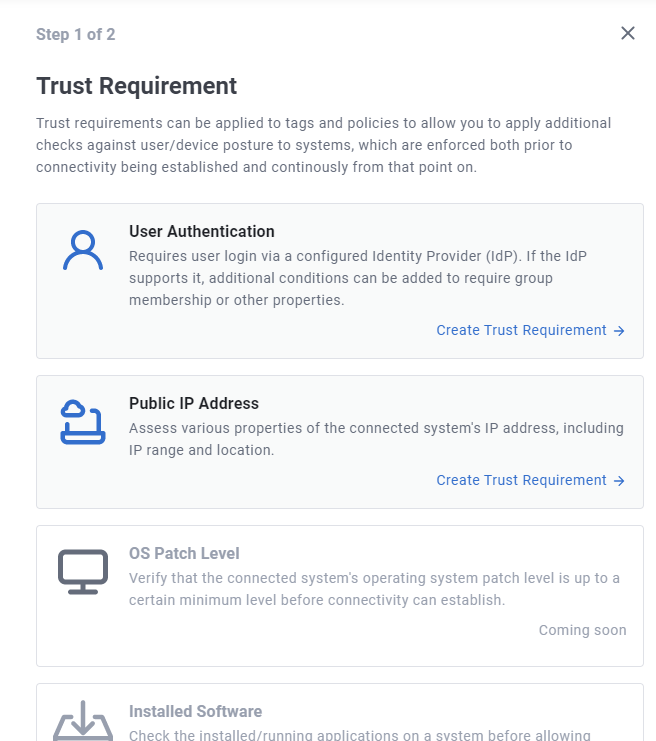 Step 1 of 2
Trust Requirement
Trust requirements can be applied to tags and policies to allow you to apply additional
checks against user/device posture to systems, which are enforced both prior to
connectivity being established and continously from that point on.
User Authentication
Requires user login via a configured Identity Provider (IdP). If the IdP
supports it, additional conditions can be added to require group
membership or other properties.
Create Trust Requirement →
Public IP Address
Assess various properties of the connected system's IP address, including
IP range and location.
Create Trust Requirement →
OS Patch Level
Verify that the connected system's operating system patch level is up to a
certain minimum level before connectivity can establish.
Coming soon
Installed Software
Check the installed/running applications on a system before allowing